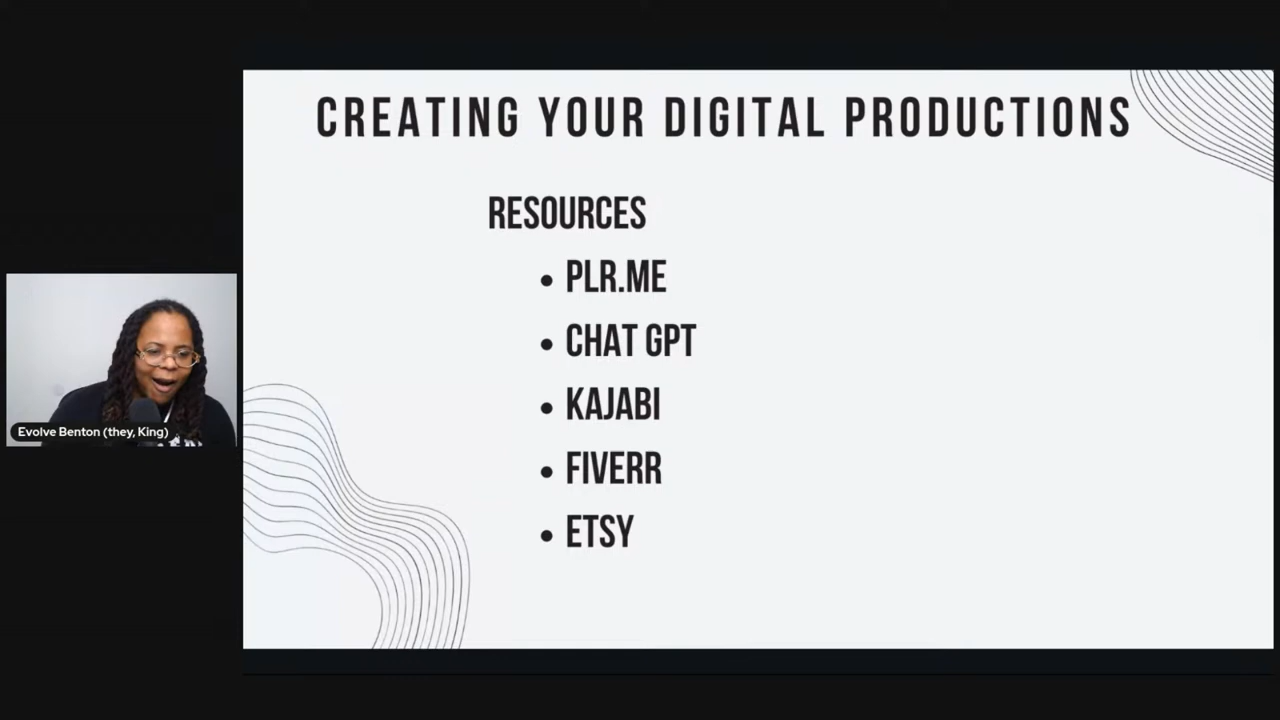 CREATING YOUR DIGITAL PRODUCTIONS
RESOURCES
• PLR.ME
• CHAT GPT
• KAJABI
• FIVERR
• ETSY
Evolve Benton (they, King)